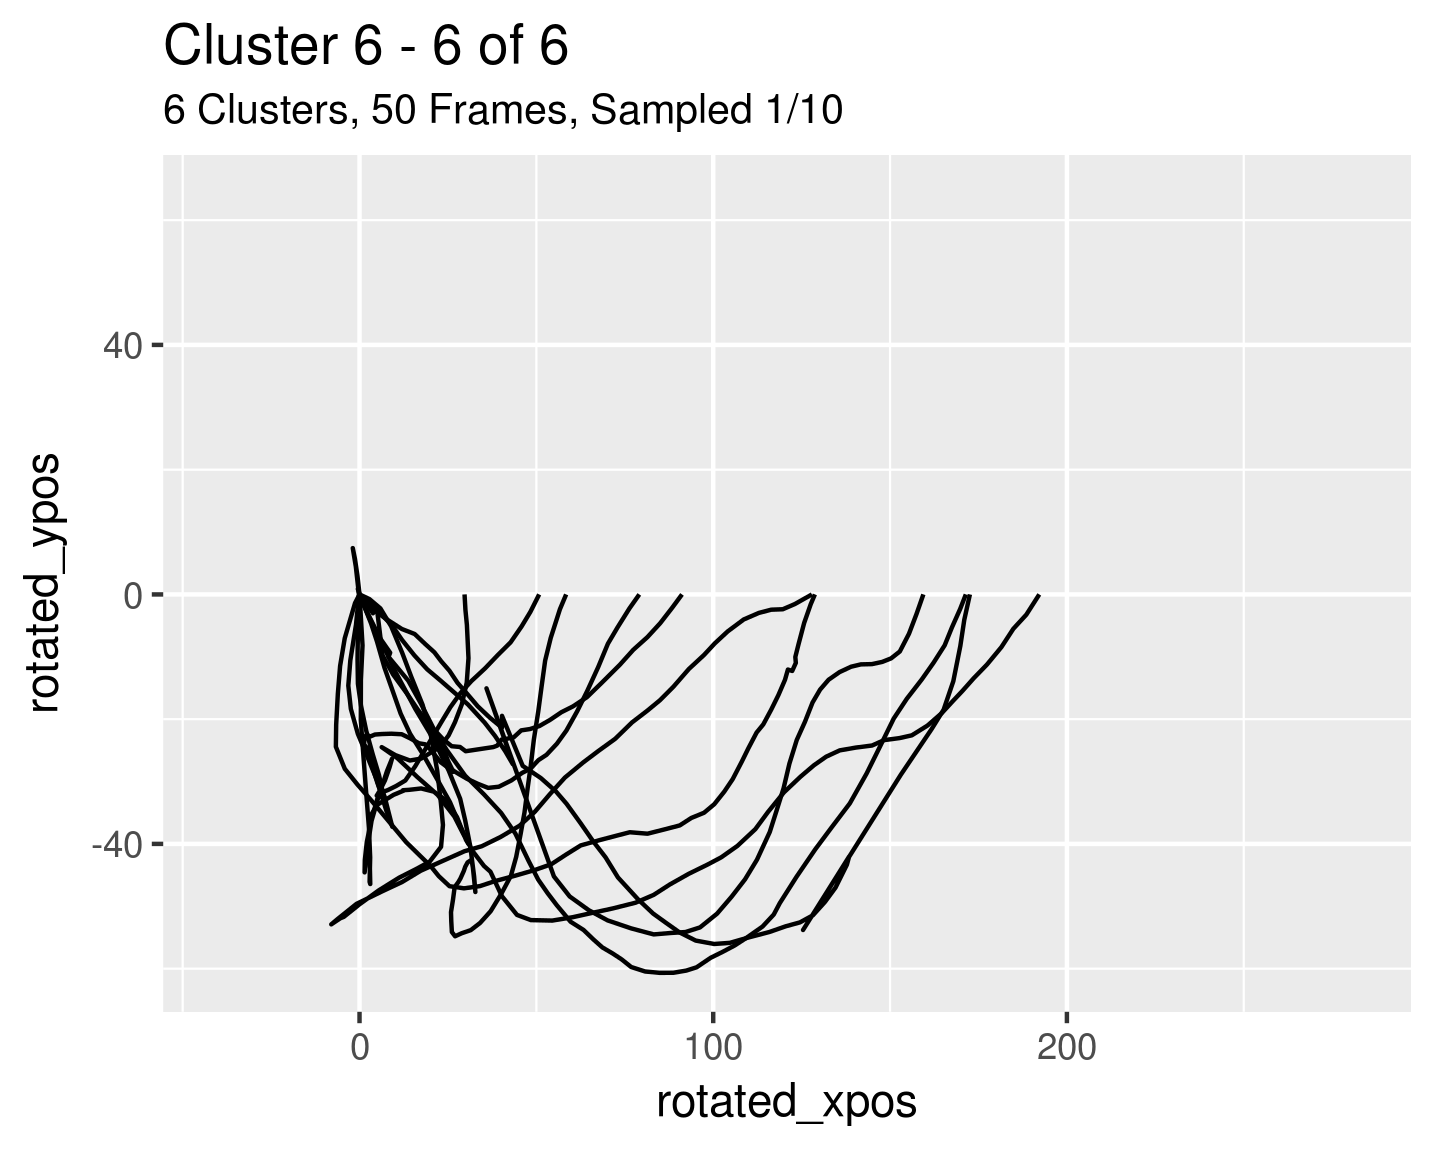 Cluster 6 - 6 of 6
6 Clusters, 50 Frames, Sampled 1/10
40
0
-40
rotated_ypos
0 100 200
rotated_xpos